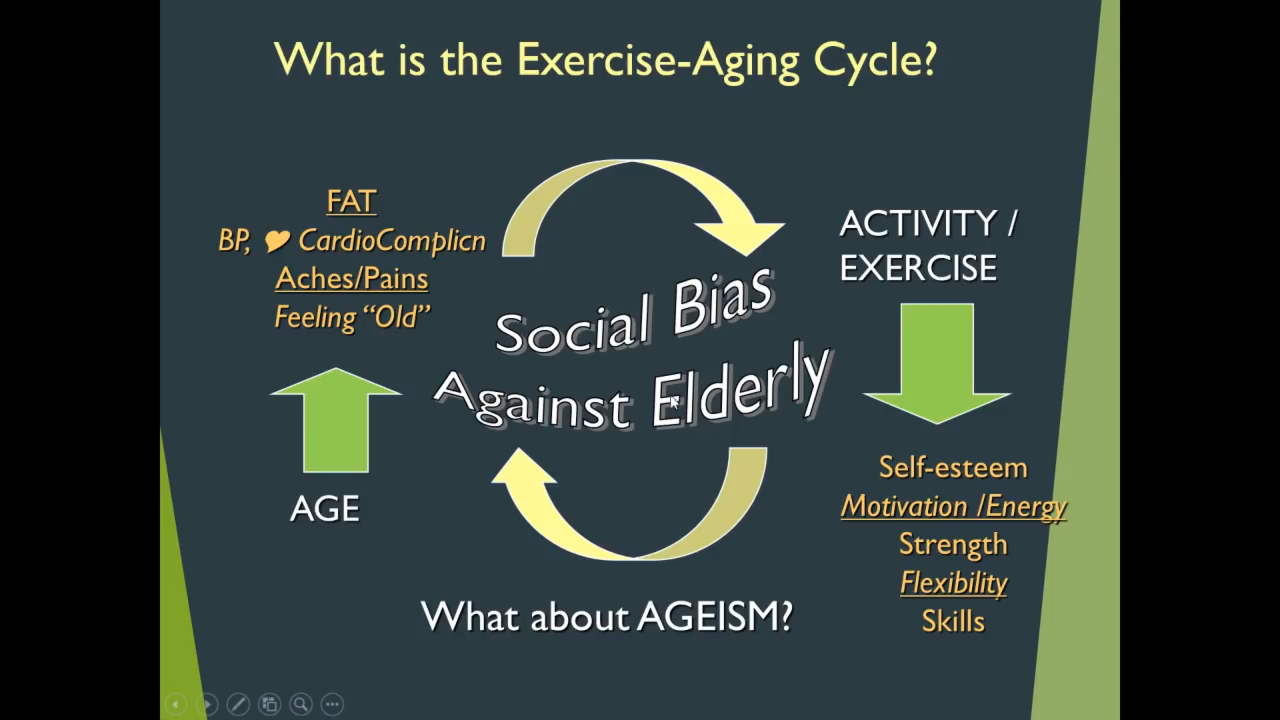 What is the Exercise-Aging Cycle?
FAT
BP, CardioComplicn
Aches/Pains
Feeling “Old”
AGE
Social Bias
Against Elderly
ACTIVITY /
EXERCISE
Self-esteem
Motivation /Energy
Strength
Flexibility
Skills
What about AGEISM?